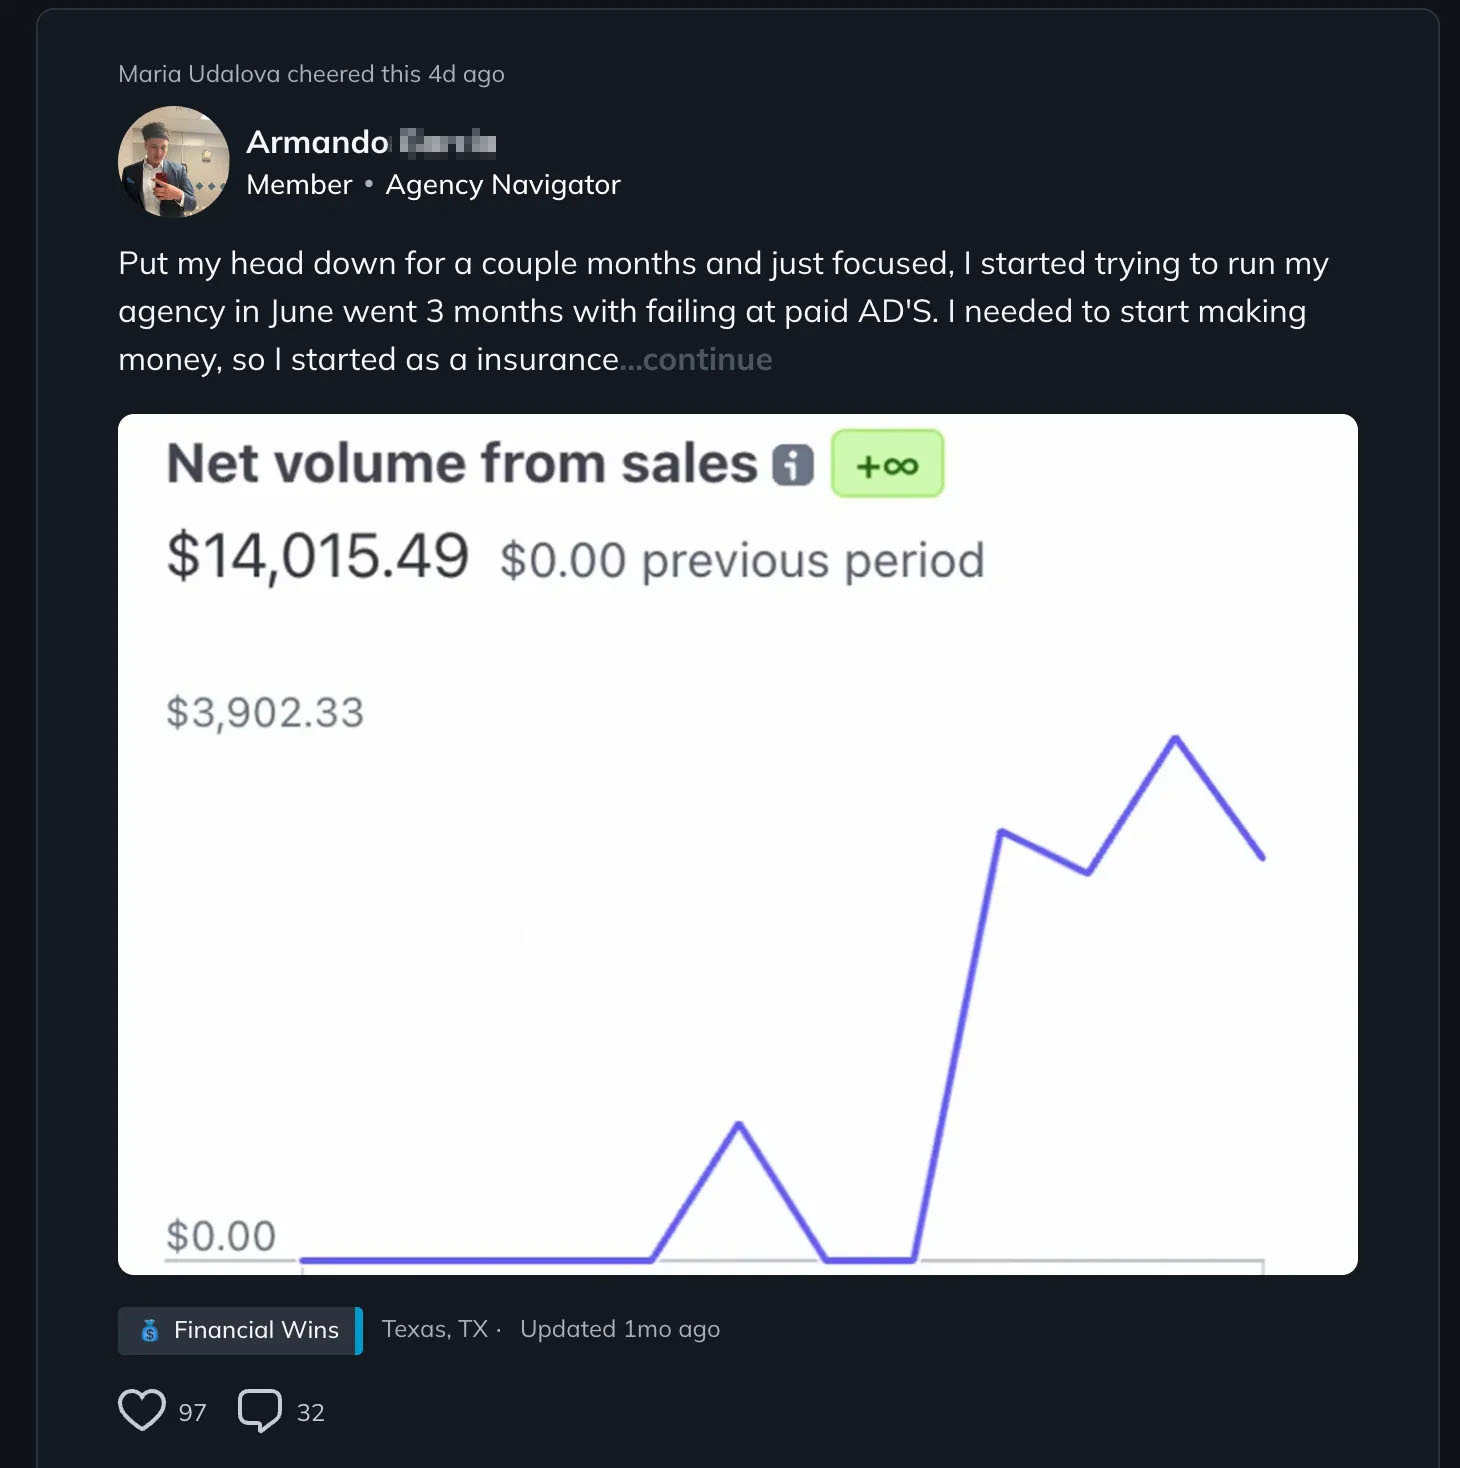 Maria Udalova cheered this 4d ago
Armando
Member • Agency Navigator
Put my head down for a couple months and just focused, I started trying to run my
agency in June went 3 months with failing at paid AD'S. I needed to start making
money, so I started as a insurance...continue
Net volume from sales i +∞
$14,015.49 $0.00 previous period
$3,902.33
$0.00
Financial Wins Texas, TX · Updated 1mo ago
97 32